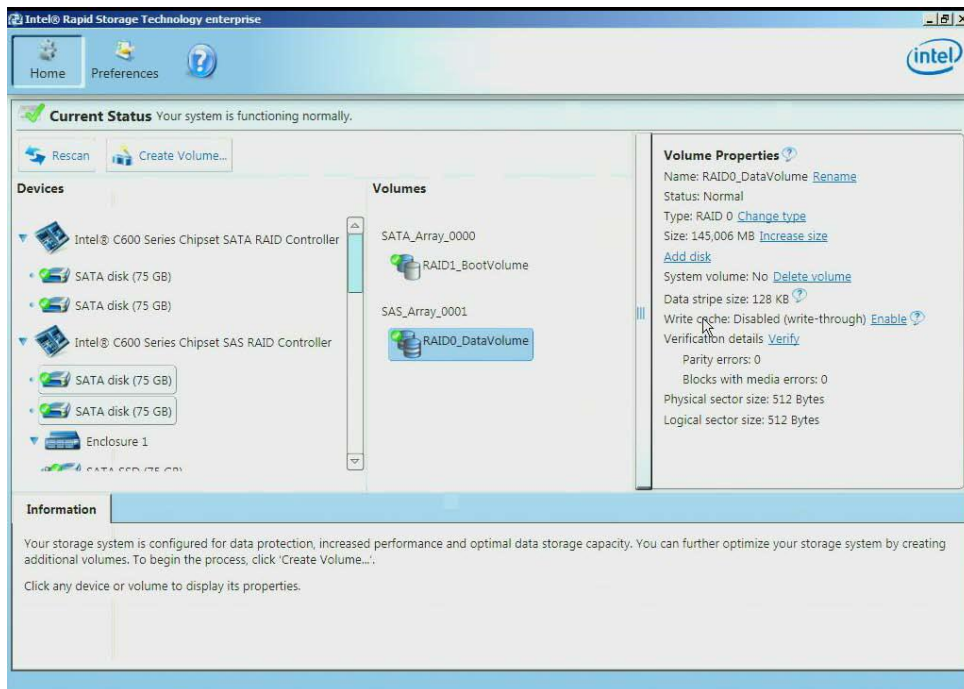 Intel® Rapid Storage Technology enterprise
Home
Preferences
intel
Current Status Your system is functioning normally.
Rescan
Create Volume...
Devices
Intel® C600 Series Chipset SATA RAID Controller
SATA disk (75 GB)
SATA disk (75 GB)
Intel® C600 Series Chipset SAS RAID Controller
SATA disk (75 GB)
SATA disk (75 GB)
Enclosure 1
SATA SSD (75 GB)
Volumes
SATA_Array_0000
RAID1_BootVolume
SAS_Array_0001
RAID0_DataVolume
Volume Properties ?
Name: RAID0_DataVolume Rename
Status: Normal
Type: RAID 0 Change type
Size: 145,006 MB Increase size
Add disk
System volume: No Delete volume
Data stripe size: 128 KB ?
Write cache: Disabled (write-through) Enable ?
Verification details Verify
Parity errors: 0
Blocks with media errors: 0
Physical sector size: 512 Bytes
Logical sector size: 512 Bytes
Information
Your storage system is configured for data protection, increased performance and optimal data storage capacity. You can further optimize your storage system by creating
additional volumes. To begin the process, click 'Create Volume...'.
Click any device or volume to display its properties.